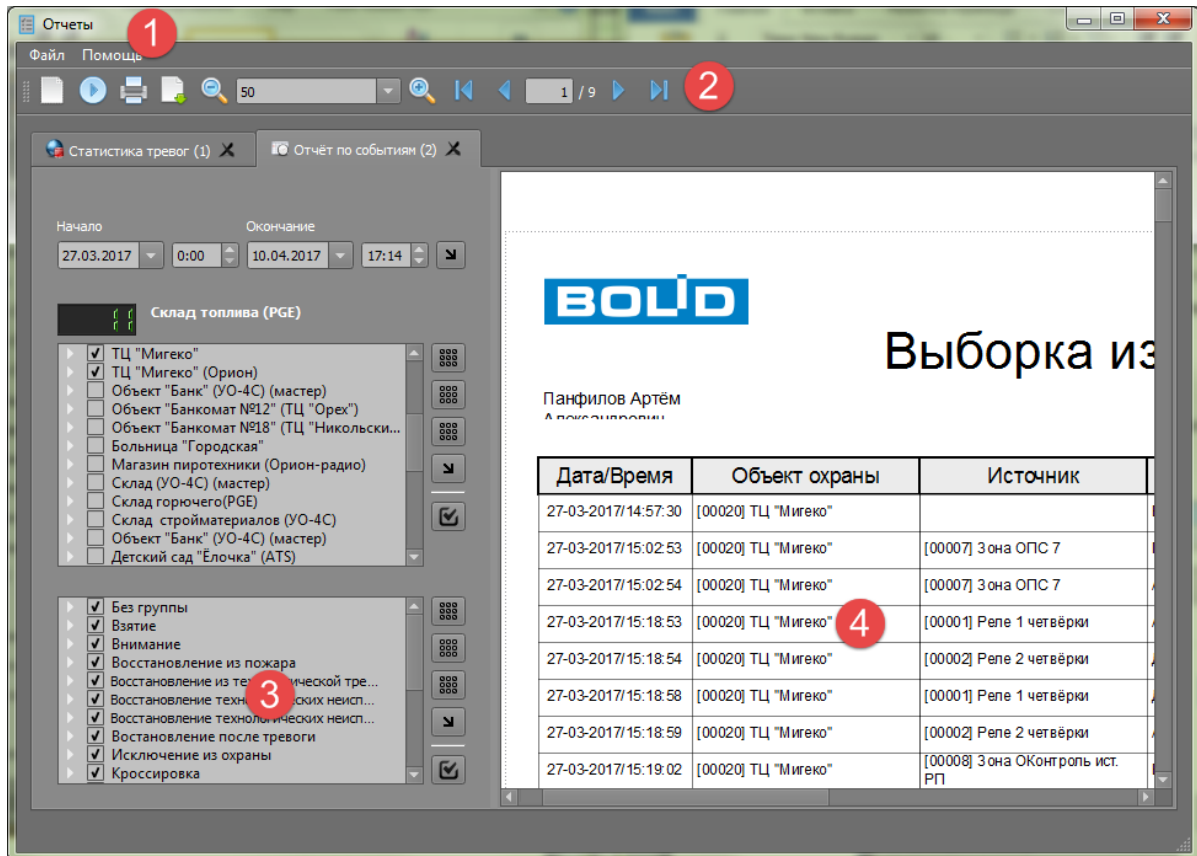 Отчеты
1
Файл Помощь
50
1 / 9
2
Статистика тревог (1)
Отчёт по событиям (2)
Начало Окончание
27.03.2017 0:00 10.04.2017 17:14
Склад топлива (PGE)
ТЦ "Мигеко"
ТЦ "Мигеко" (Орион)
Объект "Банк" (УО-4С) (мастер)
Объект "Банкомат №12" (ТЦ "Орех")
Объект "Банкомат №18" (ТЦ "Никольски...
Больница "Городская"
Магазин пиротехники (Орион-радио)
Склад (УО-4С) (мастер)
Склад горючего(PGE)
Склад стройматериалов (УО-4С)
Объект "Банк" (УО-4С) (мастер)
Детский сад "Ёлочка" (ATS)
Без группы
Взятие
Внимание
Восстановление из пожара
Восстановление из тех ической тре...
Восстановление техно ских неисп...
Восстановление технологических неисп...
Востановление после тревоги
Исключение из охраны
Кроссировка
3
BOLID
Выборка из
Панфилов Артём
Александрович
Дата/Время Объект охраны Источник
27-03-2017/14:57:30 [00020] ТЦ "Мигеко"
27-03-2017/15:02:53 [00020] ТЦ "Мигеко" [00007] Зона ОПС 7
27-03-2017/15:02:54 [00020] ТЦ "Мигеко" [00007] Зона ОПС 7
27-03-2017/15:18:53 [00020] ТЦ "Мигеко" 4 [00001] Реле 1 четвёрки
27-03-2017/15:18:54 [00020] ТЦ "Мигеко" [00002] Реле 2 четвёрки
27-03-2017/15:18:58 [00020] ТЦ "Мигеко" [00001] Реле 1 четвёрки
27-03-2017/15:18:59 [00020] ТЦ "Мигеко" [00002] Реле 2 четвёрки
27-03-2017/15:19:02 [00020] ТЦ "Мигеко" [00008] Зона ОКонтроль ист.
РП